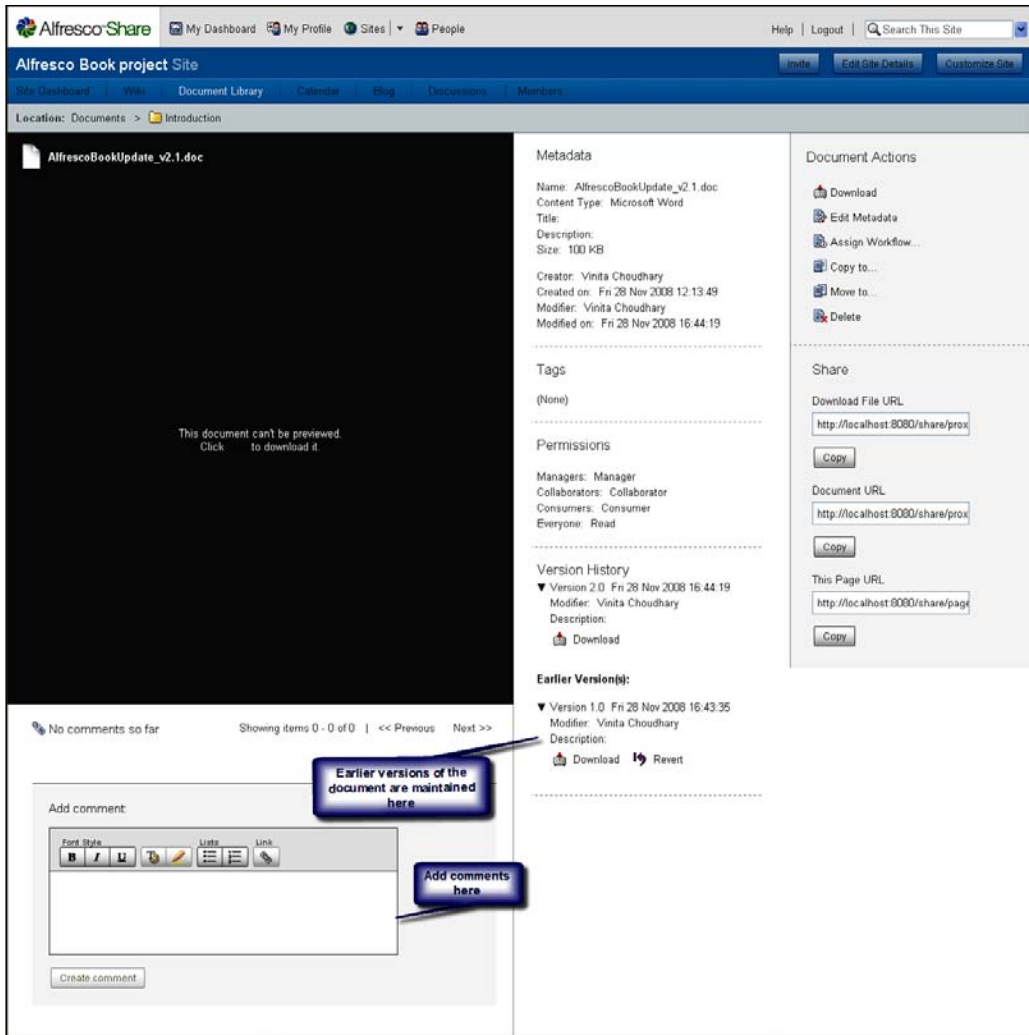 Alfresco Share
My Dashboard My Profile Sites People
Help | Logout | Search This Site
Alfresco Book project Site
Invite Edit Site Details Customize Site
Site Dashboard Wiki Document Library Calendar Blog Discussions Members
Location: Documents > Introduction
AlfrescoBookUpdate_v2.1.doc
This document can't be previewed.
Click to download it.
No comments so far
Showing items 0 - 0 of 0 | << Previous Next >>
Add comment:
Font Style Lists Link
B I U
Create comment
Metadata
Name: AlfrescoBookUpdate_v2.1.doc
Content Type: Microsoft Word
Title:
Description:
Size: 100 KB
Creator: Vinita Choudhary
Created on: Fri 28 Nov 2008 12:13:49
Modifier: Vinita Choudhary
Modified on: Fri 28 Nov 2008 16:44:19
Tags
(None)
Permissions
Managers: Manager
Collaborators: Collaborator
Consumers: Consumer
Everyone: Read
Version History
Version 2.0 Fri 28 Nov 2008 16:44:19
Modifier: Vinita Choudhary
Description:
Download
Earlier Version(s):
Version 1.0 Fri 28 Nov 2008 16:43:35
Modifier: Vinita Choudhary
Description:
Download Revert
Earlier versions of the
document are maintained
here
Add comments
here
Document Actions
Download
Edit Metadata
Assign Workflow...
Copy to...
Move to...
Delete
Share
Download File URL
http://localhost:8080/share/prox
Copy
Document URL
http://localhost:8080/share/prox
Copy
This Page URL
http://localhost:8080/share/page
Copy